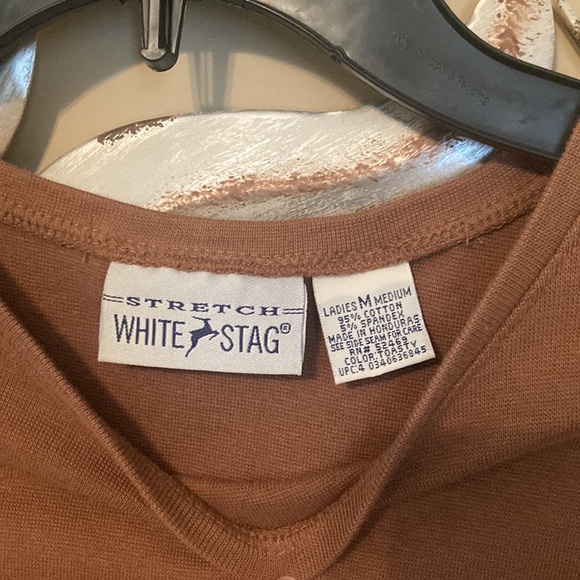 STRETCH
WHITE STAG®
LADIES M MEDIUM
95% COTTON
5% SPANDEX
MADE IN HONDURAS
SEE SIDE SEAM FOR CARE
RN# 52469
COLOR:TOASTY
UPC:4 0340636845